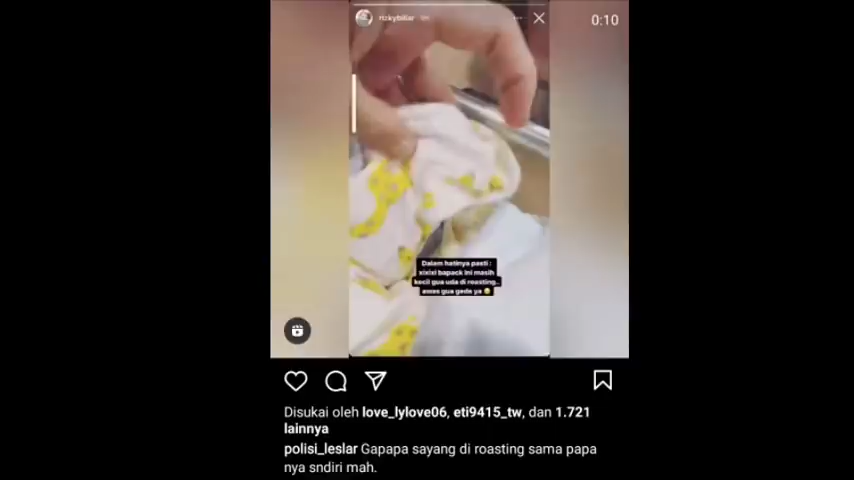 rizkybillar
0:10
Dalam hatinya pasti :
xixixi bapack ini masih
kecil gua uda di roasting..
awas gua gede ya
Disukai oleh love_lylove06, eti9415_tw, dan 1.721
lainnya
polisi_leslar Gapapa sayang di roasting sama papa
nya sndiri mah.